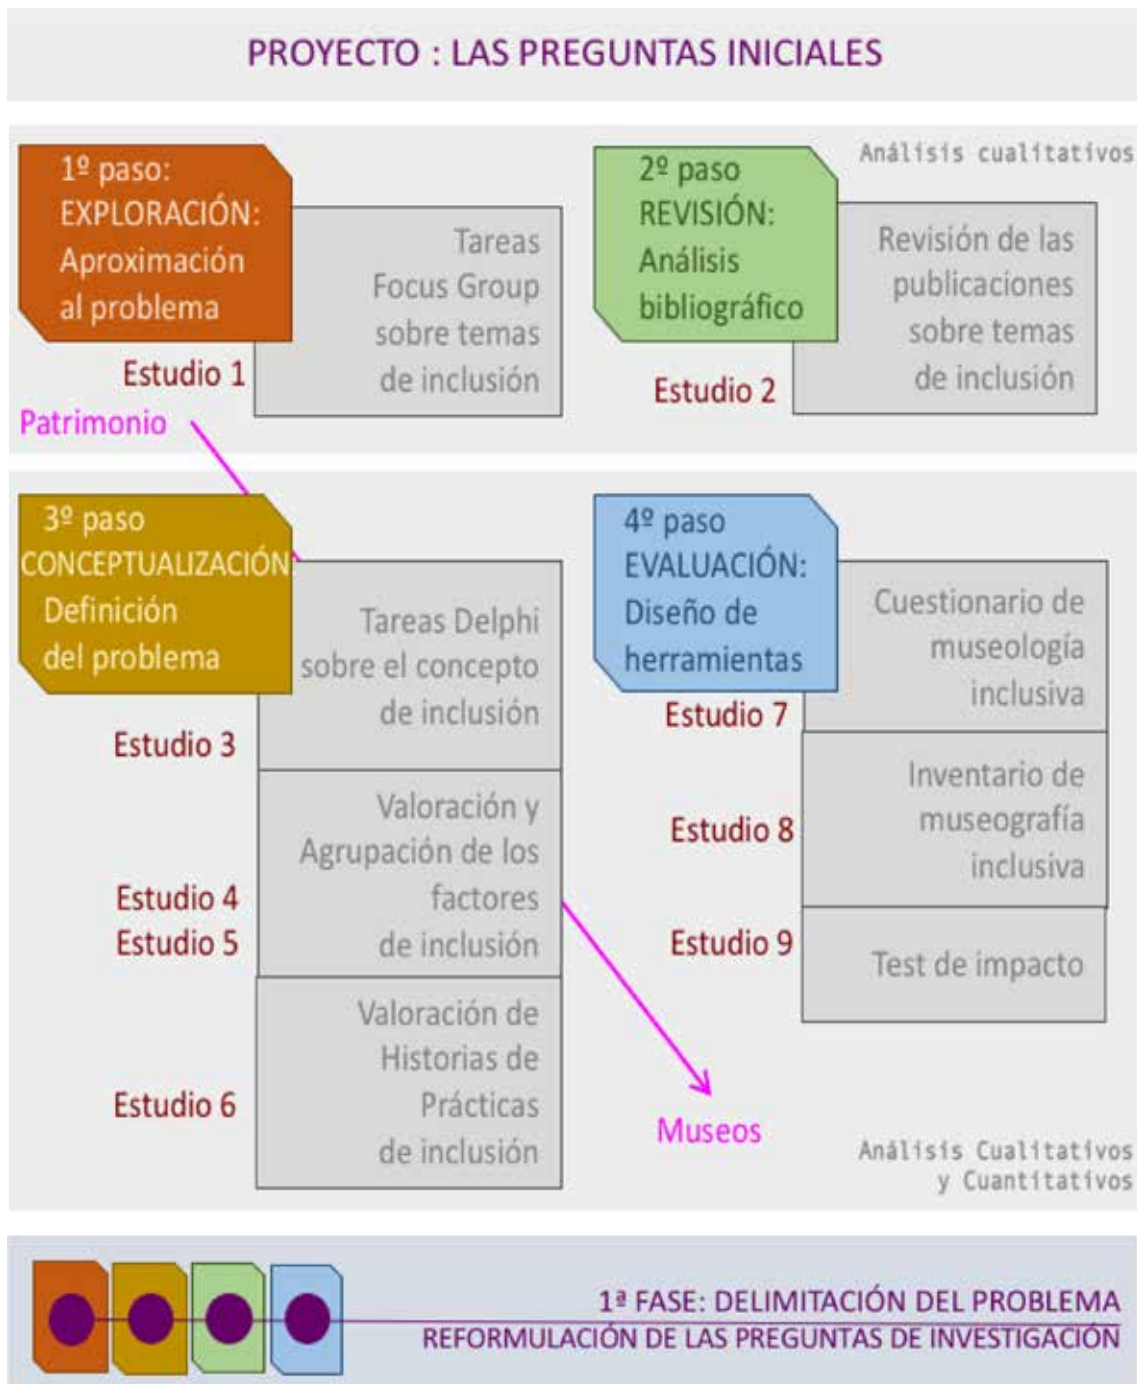 PROYECTO : LAS PREGUNTAS INICIALES
1º paso:
EXPLORACIÓN:
Aproximación
al problema
Tareas
Focus Group
sobre temas
de inclusión
Estudio 1
2º paso
REVISIÓN:
Análisis
bibliográfico
Análisis cualitativos
Revisión de las
publicaciones
sobre temas
de inclusión
Estudio 2
Patrimonio
3º paso
CONCEPTUALIZACIÓN:
Definición
del problema
Tareas Delphi
sobre el concepto
de inclusión
Estudio 3
Valoración y
Agrupación de los
factores
de inclusión
Estudio 4
Estudio 5
Valoración de
Historias de
Prácticas
de inclusión
Estudio 6
4º paso
EVALUACIÓN:
Diseño de
herramientas
Cuestionario de
museología
inclusiva
Estudio 7
Inventario de
museografía
inclusiva
Estudio 8
Estudio 9
Test de impacto
Museos
Análisis Cualitativos
y Cuantitativos
1ª FASE: DELIMITACIÓN DEL PROBLEMA
REFORMULACIÓN DE LAS PREGUNTAS DE INVESTIGACIÓN